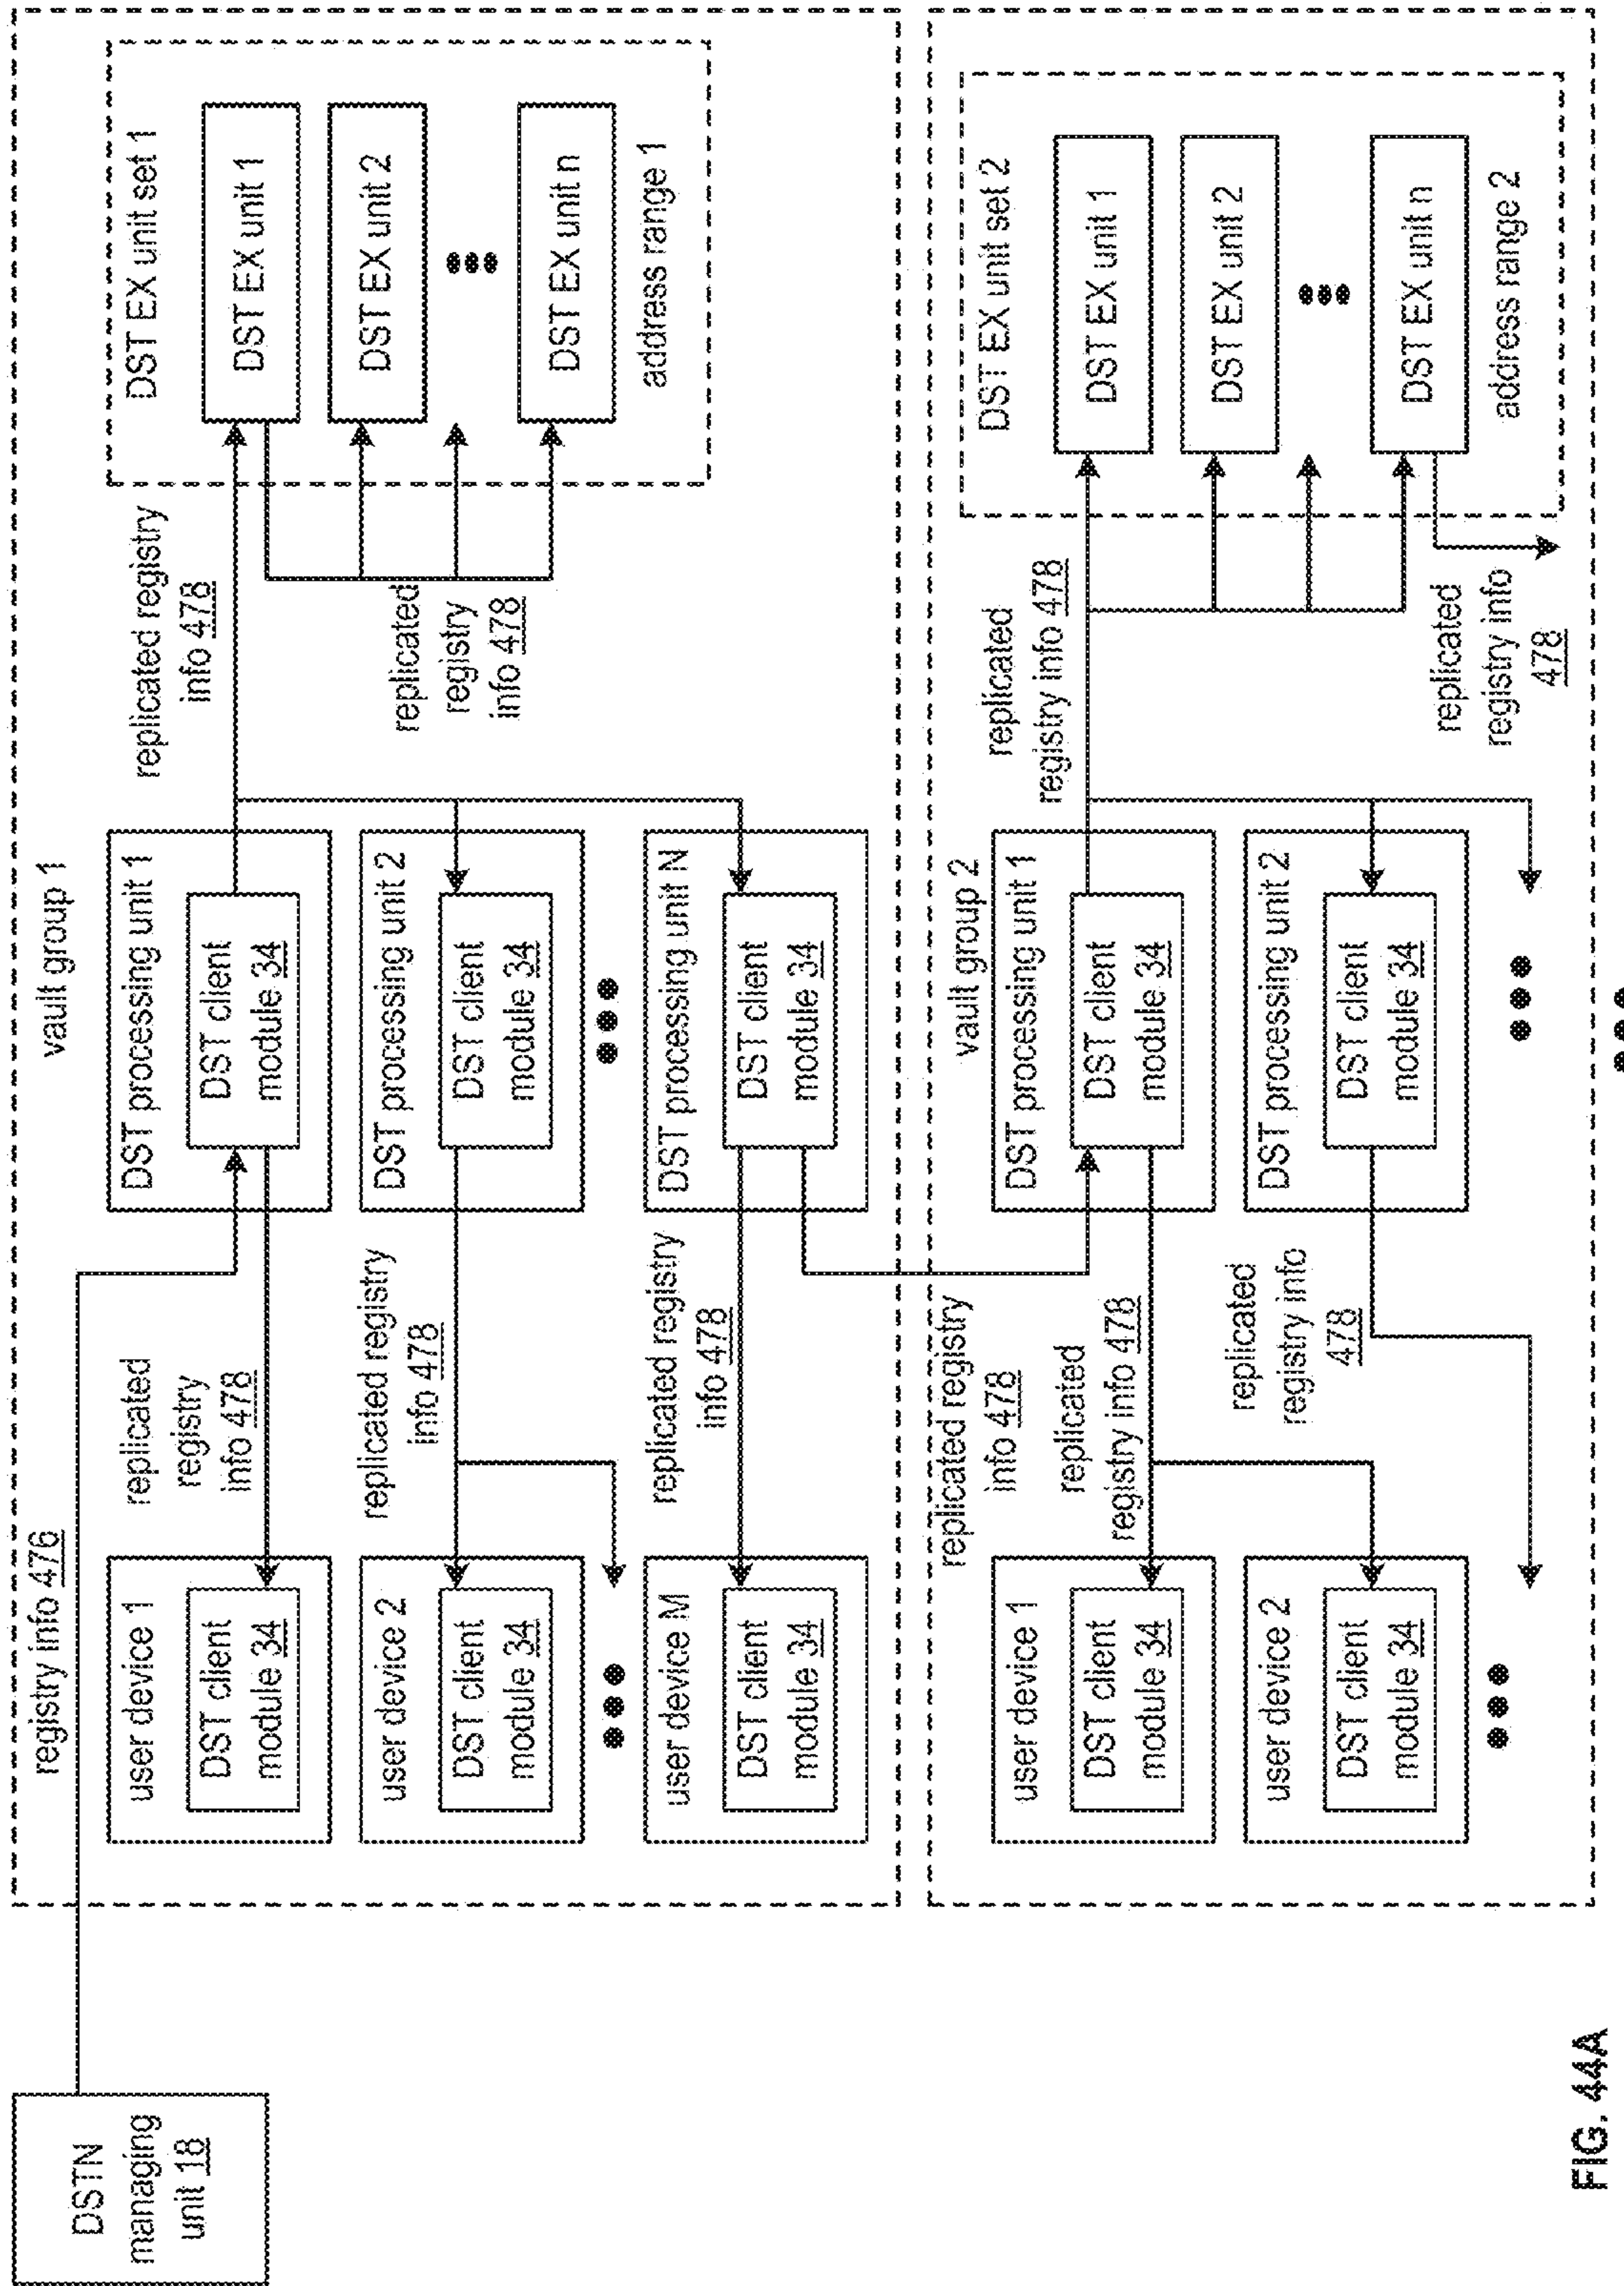 DSTN
managing
unit 18
registry info 476
vault group 1
user device 1
DST client
module 34
replicated
registry
info 478
DST processing unit 1
DST client
module 34
replicated registry
info 478
DST EX unit set 1
DST EX unit 1
DST EX unit 2
DST EX unit n
address range 1
replicated
registry
info 478
user device 2
DST client
module 34
replicated registry
info 478
DST processing unit 2
DST client
module 34
user device M
DST client
module 34
replicated registry
info 478
DST processing unit N
DST client
module 34
replicated registry
info 478
vault group 2
user device 1
DST client
module 34
replicated
registry info 478
DST processing unit 1
DST client
module 34
replicated
registry info 478
DST EX unit set 2
DST EX unit 1
DST EX unit 2
DST EX unit n
address range 2
replicated
registry info
478
user device 2
DST client
module 34
replicated
registry info
478
DST processing unit 2
DST client
module 34
FIG. 44A